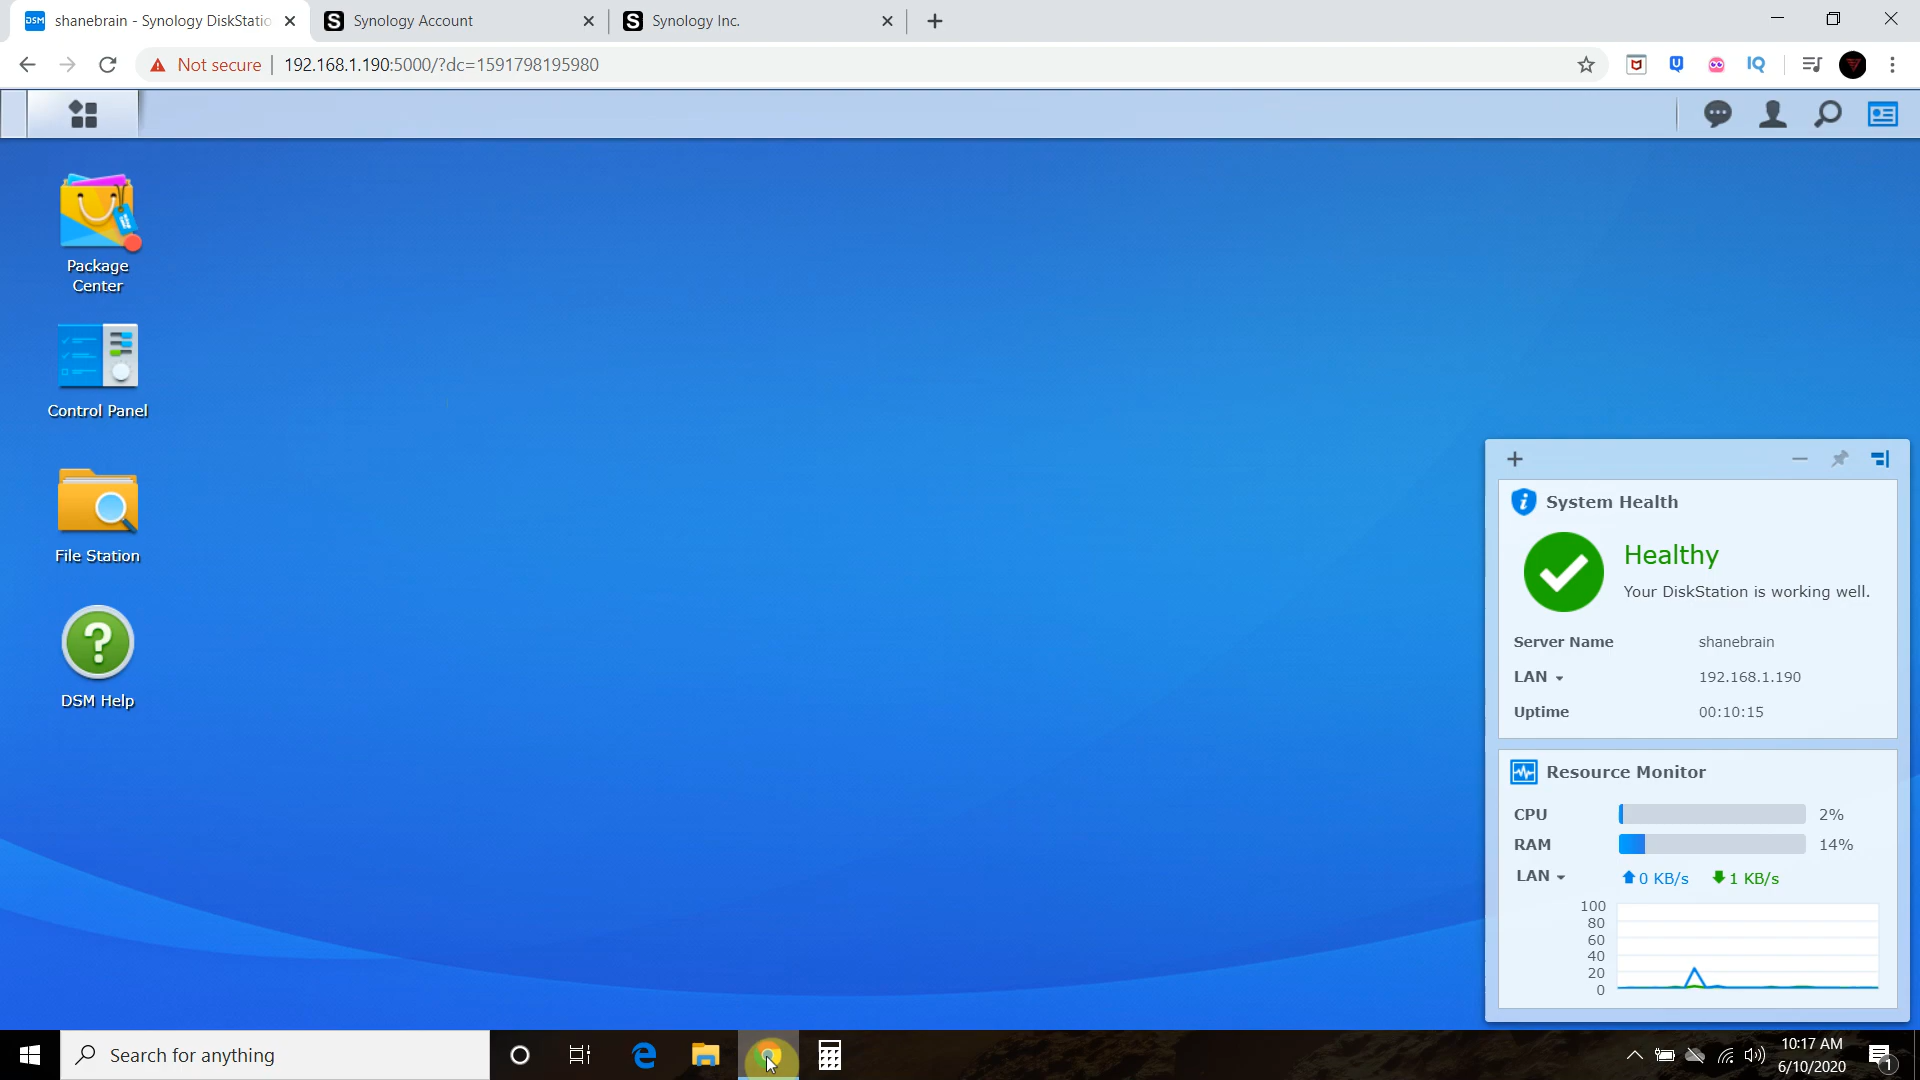 DSM
shanebrain - Synology DiskStatio
S
Synology Account
S
Synology Inc.
Not secure
192.168.1.190:5000/?dc=1591798195980
U
IQ
Package
Center
Control Panel
File Station
?
DSM Help
System Health
Healthy
Your DiskStation is working well.
Server Name
shanebrain
LAN
192.168.1.190
Uptime
00:10:15
Resource Monitor
CPU
2%
RAM
14%
LAN
0 KB/s
1 KB/s
100
80
60
40
20
0
Search for anything
10:17 AM
6/10/2020
1